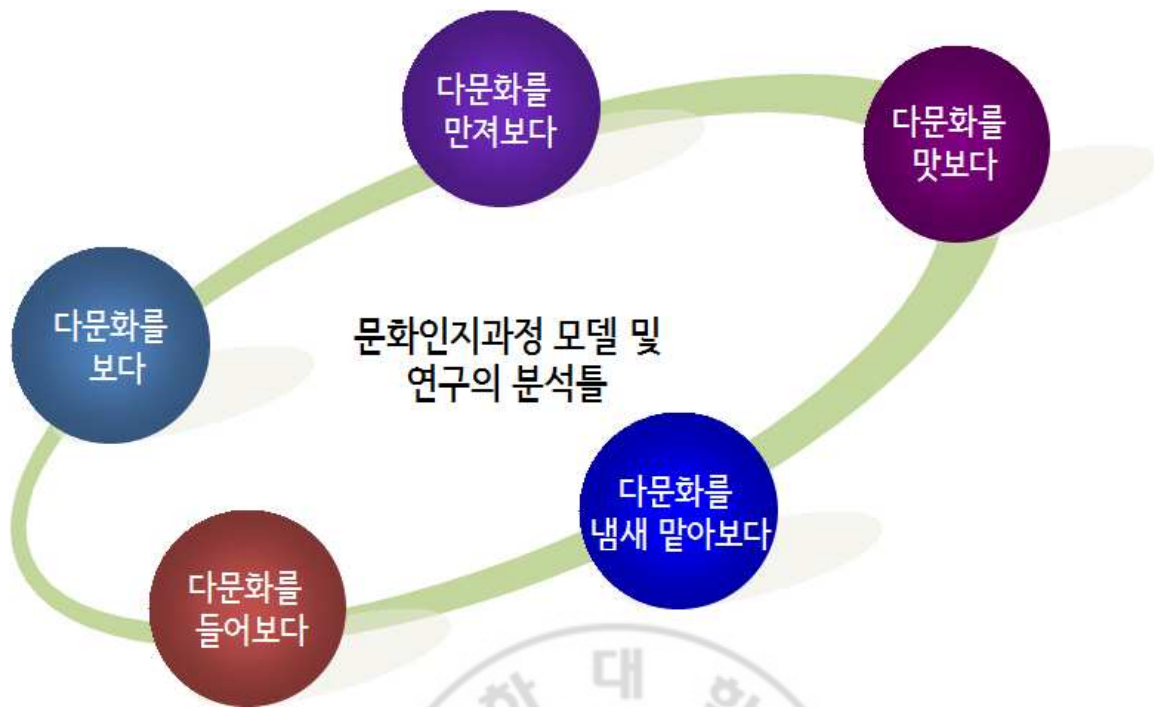 다문화를
만져보다
다문화를
맛보다
다문화를
보다
문화인지과정 모델 및
연구의 분석틀
다문화를
냄새 맡아보다
다문화를
들어보다
대